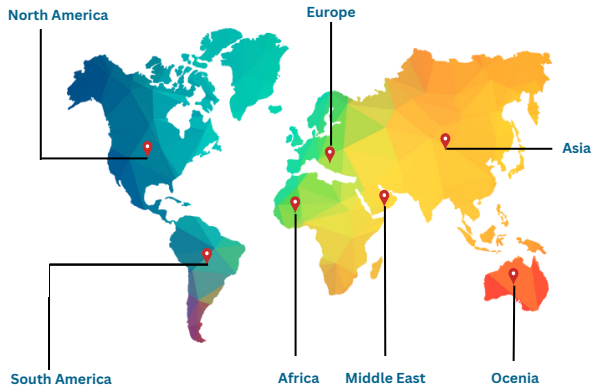 North America
Europe
Asia
South America
Africa
Middle East
Ocenia